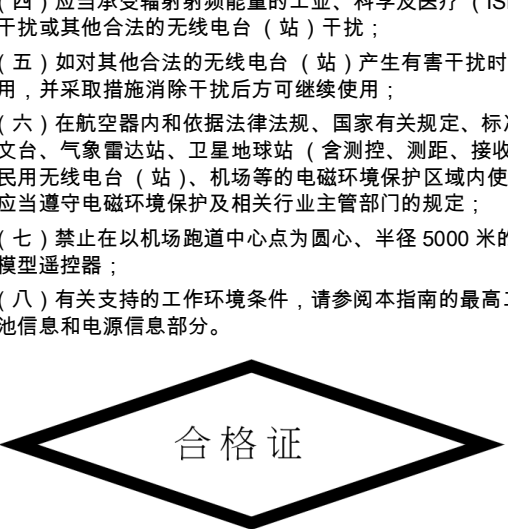 （四）应当承受辐射射频能量的工业、科学及医疗 （IS
干扰或其他合法的无线电台 （站）干扰；
（五）如对其他合法的无线电台 （站）产生有害干扰时
用，并采取措施消除干扰后方可继续使用；
（六）在航空器内和依据法律法规、国家有关规定、标
文台、气象雷达站、卫星地球站 （含测控、测距、接收
民用无线电台 （站）、机场等的电磁环境保护区域内使
应当遵守电磁环境保护及相关行业主管部门的规定；
（七）禁止在以机场跑道中心点为圆心、半径 5000 米的
模型遥控器；
（八）有关支持的工作环境条件，请参阅本指南的最高
池信息和电源信息部分。
合格证